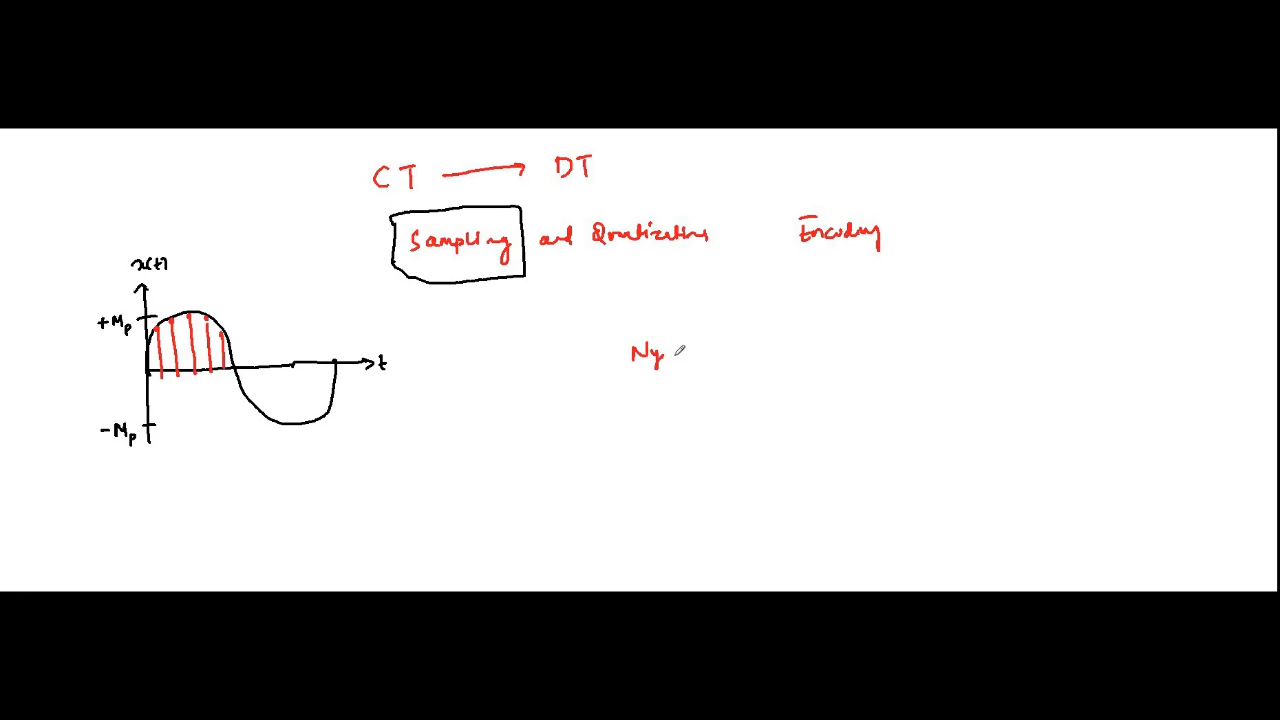 CT → DT
Sampling and Quantization Encoding
x(t)
+Mp
t
-Mp
Ny